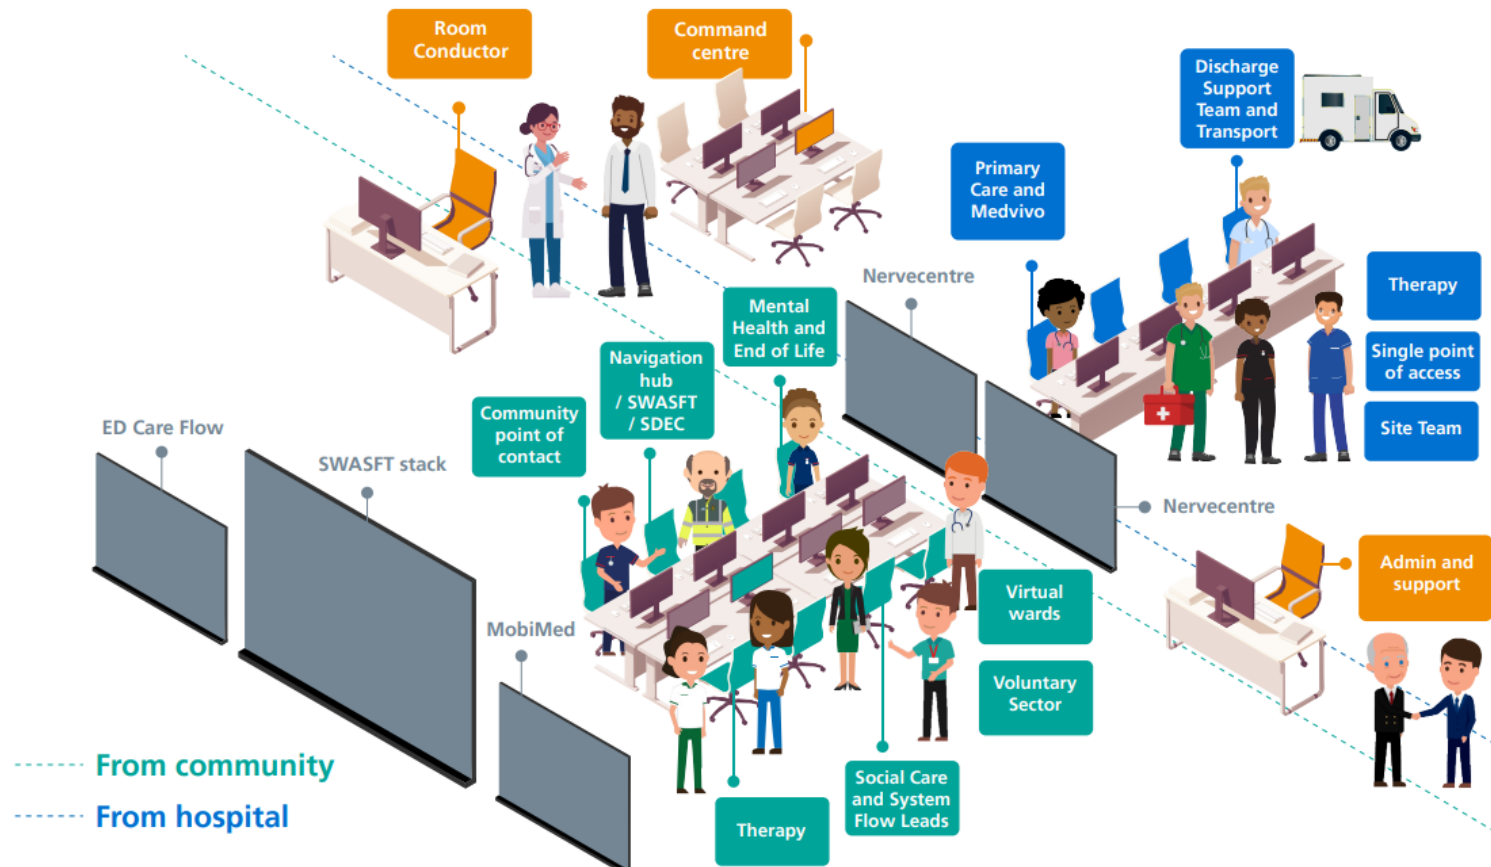 Room
Conductor
Command
centre
Discharge
Support
Team and
Transport
Primary
Care and
Medvivo
Nervecentre
Therapy
Mental
Health and
End of Life
Navigation
hub
/ SWASFT
/ SDEC
Single point
of access
Community
point of
contact
Site Team
ED Care Flow
SWASFT stack
Nervecentre
Admin and
support
Virtual
wards
MobiMed
Voluntary
Sector
From community
Social Care
and System
Flow Leads
From hospital
Therapy